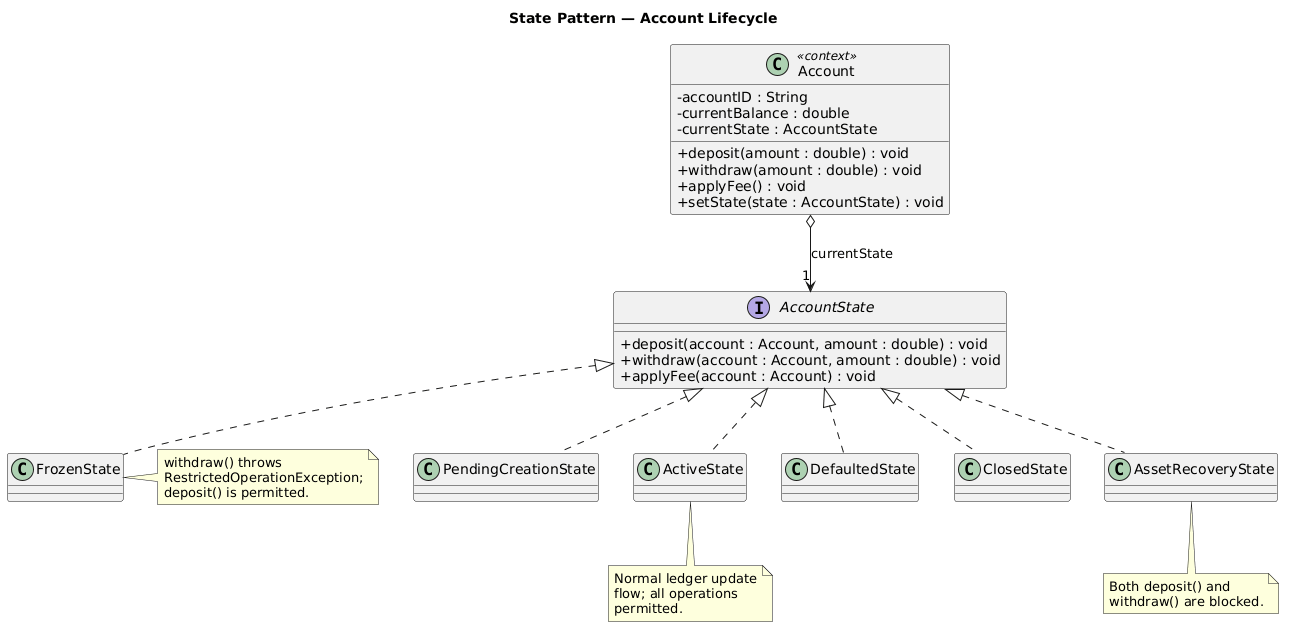 State Pattern — Account Lifecycle
C
«context»
Account
-accountID : String
-currentBalance : double
-currentState : AccountState
+deposit(amount : double) : void
+withdraw(amount : double) : void
+applyFee() : void
+setState(state : AccountState) : void
currentState
1
I AccountState
+deposit(account : Account, amount : double) : void
+withdraw(account : Account, amount : double) : void
+applyFee(account : Account) : void
C FrozenState
withdraw() throws
RestrictedOperationException;
deposit() is permitted.
C PendingCreationState
C ActiveState
C DefaultedState
C ClosedState
C AssetRecoveryState
Normal ledger update
flow; all operations
permitted.
Both deposit() and
withdraw() are blocked.